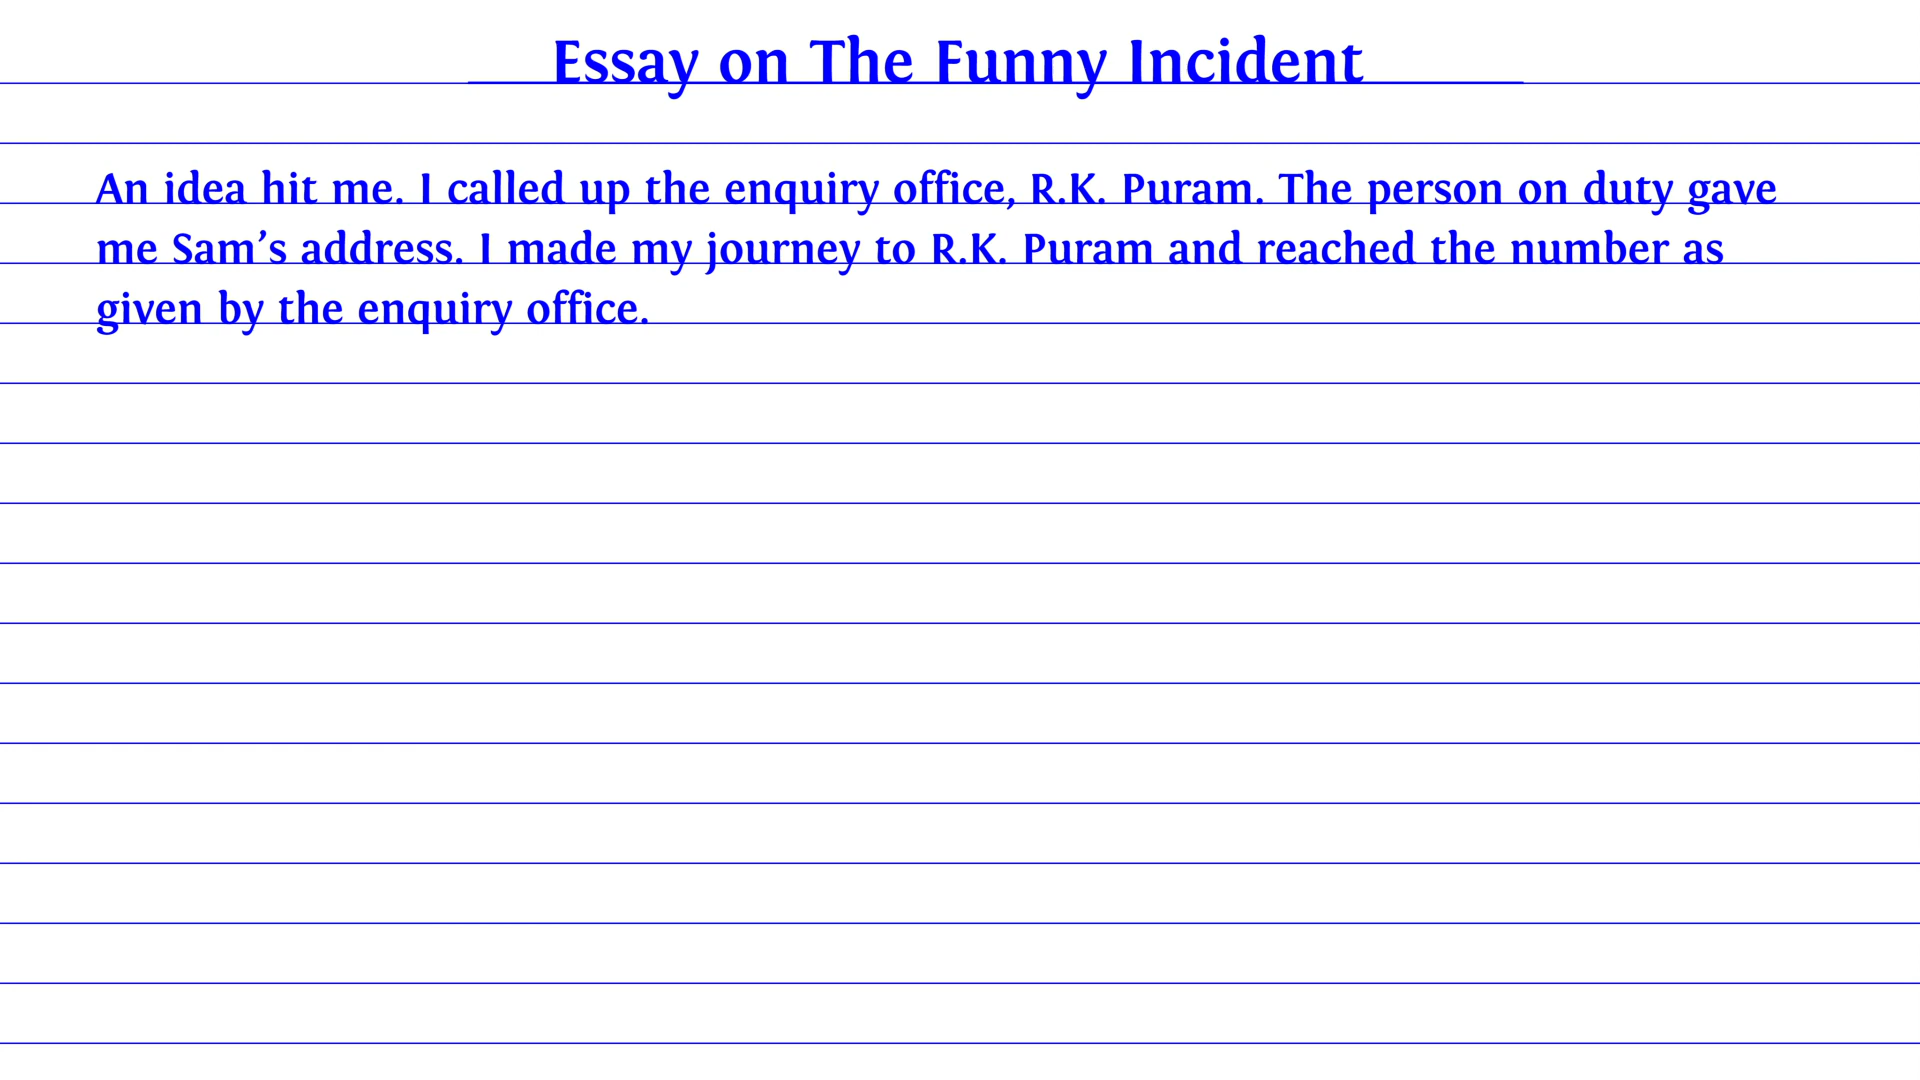 Essay on The Funny Incident
An idea hit me. I called up the enquiry office, R.K. Puram. The person on duty gave
me Sam’s address. I made my journey to R.K. Puram and reached the number as
given by the enquiry office.